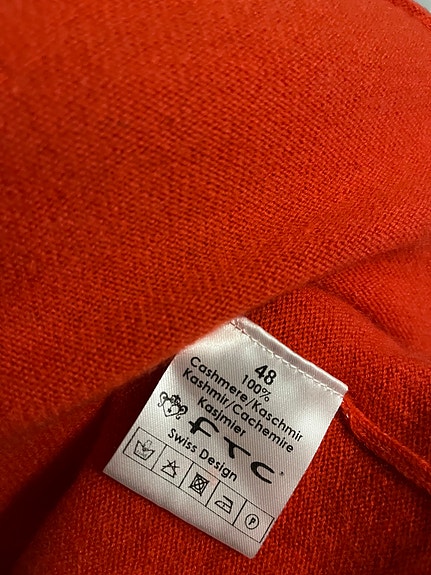 48
100%
Cashmere/Kaschmir
Kashmir/Cachemire
Kasjmier
FTC
Swiss Design
P